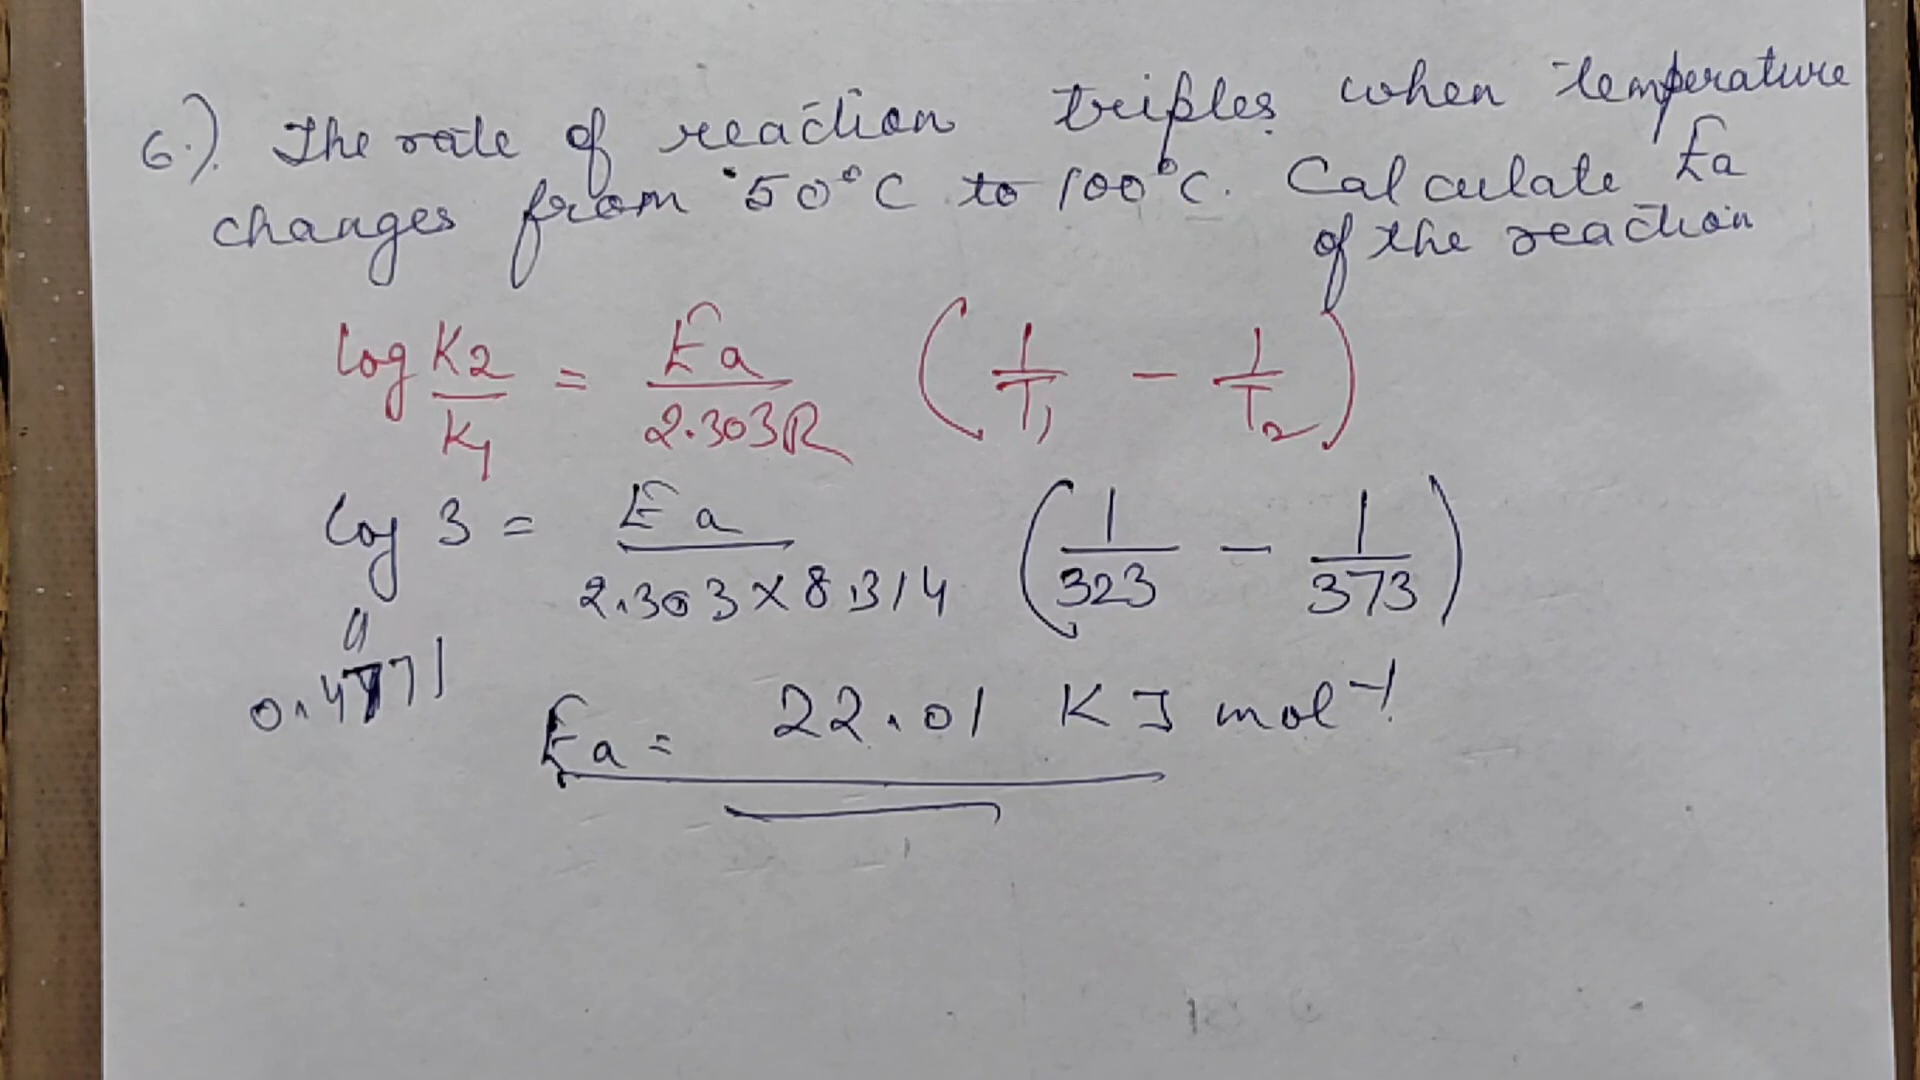 6.). The rate of reaction triples when temperature
changes from 50°C to 100°C. Calculate Ea
of the reaction
log K2/K1 = Ea/2.303R (1/T1 - 1/T2)
log 3 = Ea/2.303×8.314 (1/323 - 1/373)
0.4771
Ea = 22.01 KJ mol⁻¹